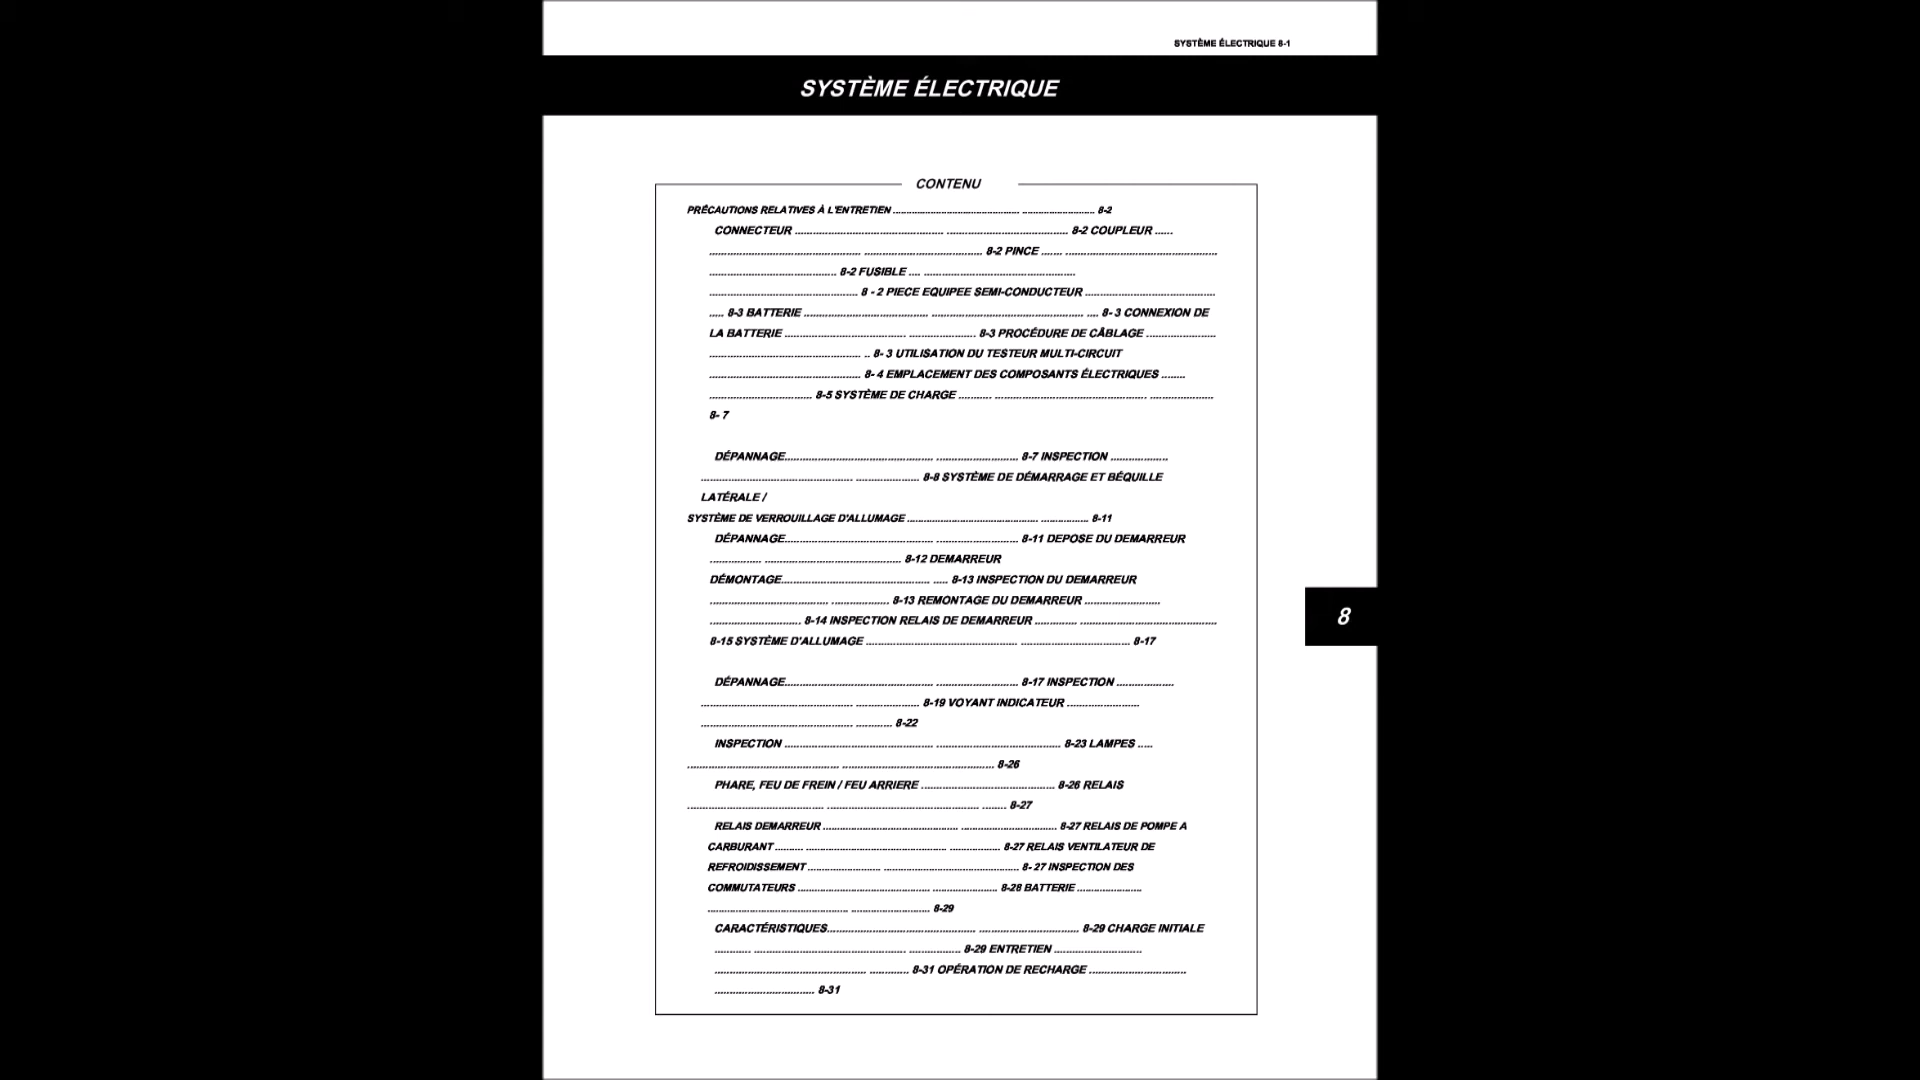 SYSTÈME ÉLECTRIQUE 8-1
SYSTÈME ÉLECTRIQUE
CONTENU
PRÉCAUTIONS RELATIVES À L'ENTRETIEN ................................................ ........................... 8-2
CONNECTEUR .................................................. ........................................ 8-2 COUPLEUR ......
.................................................. ....................................... 8-2 PINCE ....... ..................................................
.......................................... 8-2 FUSIBLE .... ..................................................
.................................................. 8 - 2 PIECE EQUIPEE SEMI-CONDUCTEUR ...........................................
..... 8-3 BATTERIE ......................................... .................................................. .... 8- 3 CONNEXION DE
LA BATTERIE ........................................ ....................... 8-3 PROCÉDURE DE CÂBLAGE .......................
.................................................. .. 8- 3 UTILISATION DU TESTEUR MULTI-CIRCUIT
.................................................. 8- 4 EMPLACEMENT DES COMPOSANTS ÉLECTRIQUES ........
.................................. 8-5 SYSTÈME DE CHARGE ........... .................................................. .....................
8- 7
DÉPANNAGE................................................. ........................... 8-7 INSPECTION ...................
.................................................. ..................... 8-8 SYSTÈME DE DÉMARRAGE ET BÉQUILLE
LATÉRALE /
SYSTÈME DE VERROUILLAGE D'ALLUMAGE ................................................. .................. 8-11
DÉPANNAGE................................................. ........................... 8-11 DEPOSE DU DEMARREUR
................. ............................................. 8-12 DEMARREUR
DÉMONTAGE................................................. ..... 8-13 INSPECTION DU DEMARREUR
....................................... ................... 8-13 REMONTAGE DU DEMARREUR .........................
.............................. 8-14 INSPECTION RELAIS DE DEMARREUR .............. .............................................
8-15 SYSTÈME D'ALLUMAGE .................................................. .................................... 8-17
DÉPANNAGE................................................. ........................... 8-17 INSPECTION ...................
.................................................. ..................... 8-19 VOYANT INDICATEUR ........................
.................................................. ............ 8-22
INSPECTION ................................................. ......................................... 8-23 LAMPES .....
.................................................. .................................................. 8-26
PHARE, FEU DE FREIN / FEU ARRIERE ............................................ 8-26 RELAIS
............................................. .................................................. ........ 8-27
RELAIS DEMARREUR ............................................. ................................ 8-27 RELAIS DE POMPE A
CARBURANT .......... .............................................. ................. 8-27 RELAIS VENTILATEUR DE
REFROIDISSEMENT ........................ ............................................. 8- 27 INSPECTION DES
COMMUTATEURS ............................................ ...................... 8-28 BATTERIE .....................
............................................... .......................... 8-29
CARACTÉRISTIQUES................................................. ................................. 8-29 CHARGE INITIALE
............ .................................................. ................. 8-29 ENTRETIEN .............................
.................................................. ............. 8-31 OPÉRATION DE RECHARGE ................................
................................. 8-31
8